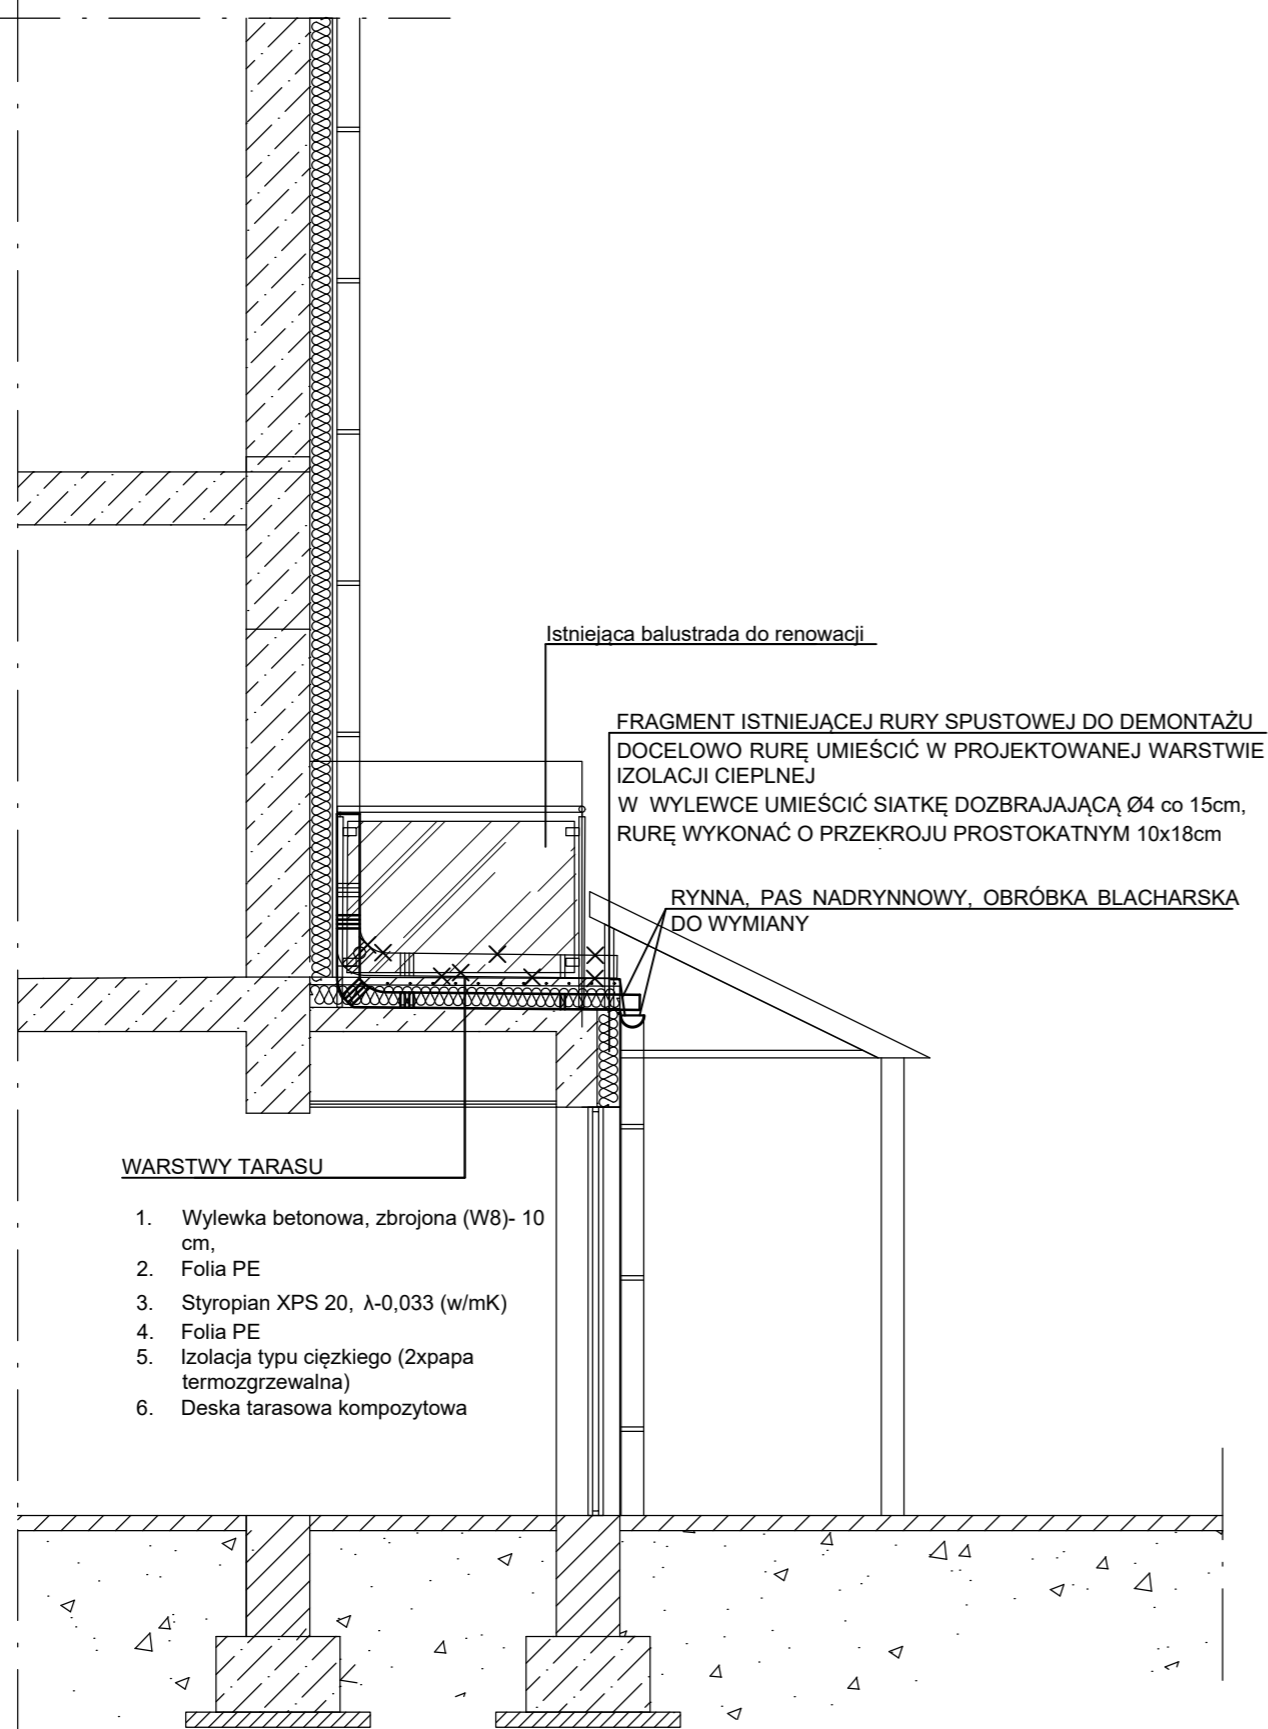 Istniejąca balustrada do renowacji
FRAGMENT ISTNIEJĄCEJ RURY SPUSTOWEJ DO DEMONTAŻU
DOCELOWO RURĘ UMIEŚCIĆ W PROJEKTOWANEJ WARSTWIE
IZOLACJI CIEPLNEJ
W WYLEWCE UMIEŚCIĆ SIATKĘ DOZBRAJAJĄCĄ Ø4 co 15cm,
RURĘ WYKONAĆ O PRZEKROJU PROSTOKATNYM 10x18cm
RYNNA, PAS NADRYNNOWY, OBRÓBKA BLACHARSKA
DO WYMIANY
WARSTWY TARASU
1. Wylewka betonowa, zbrojona (W8)- 10
cm,
2. Folia PE
3. Styropian XPS 20, λ-0,033 (w/mK)
4. Folia PE
5. Izolacja typu cięzkiego (2xpapa
termozgrzewalna)
6. Deska tarasowa kompozytowa